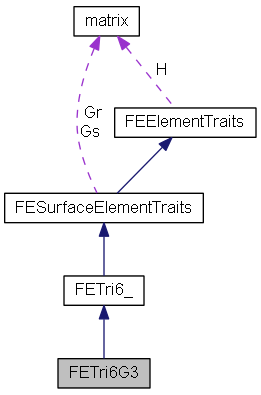 matrix
H
Gr
Gs
FEElementTraits
FESurfaceElementTraits
FETri6_
FETri6G3